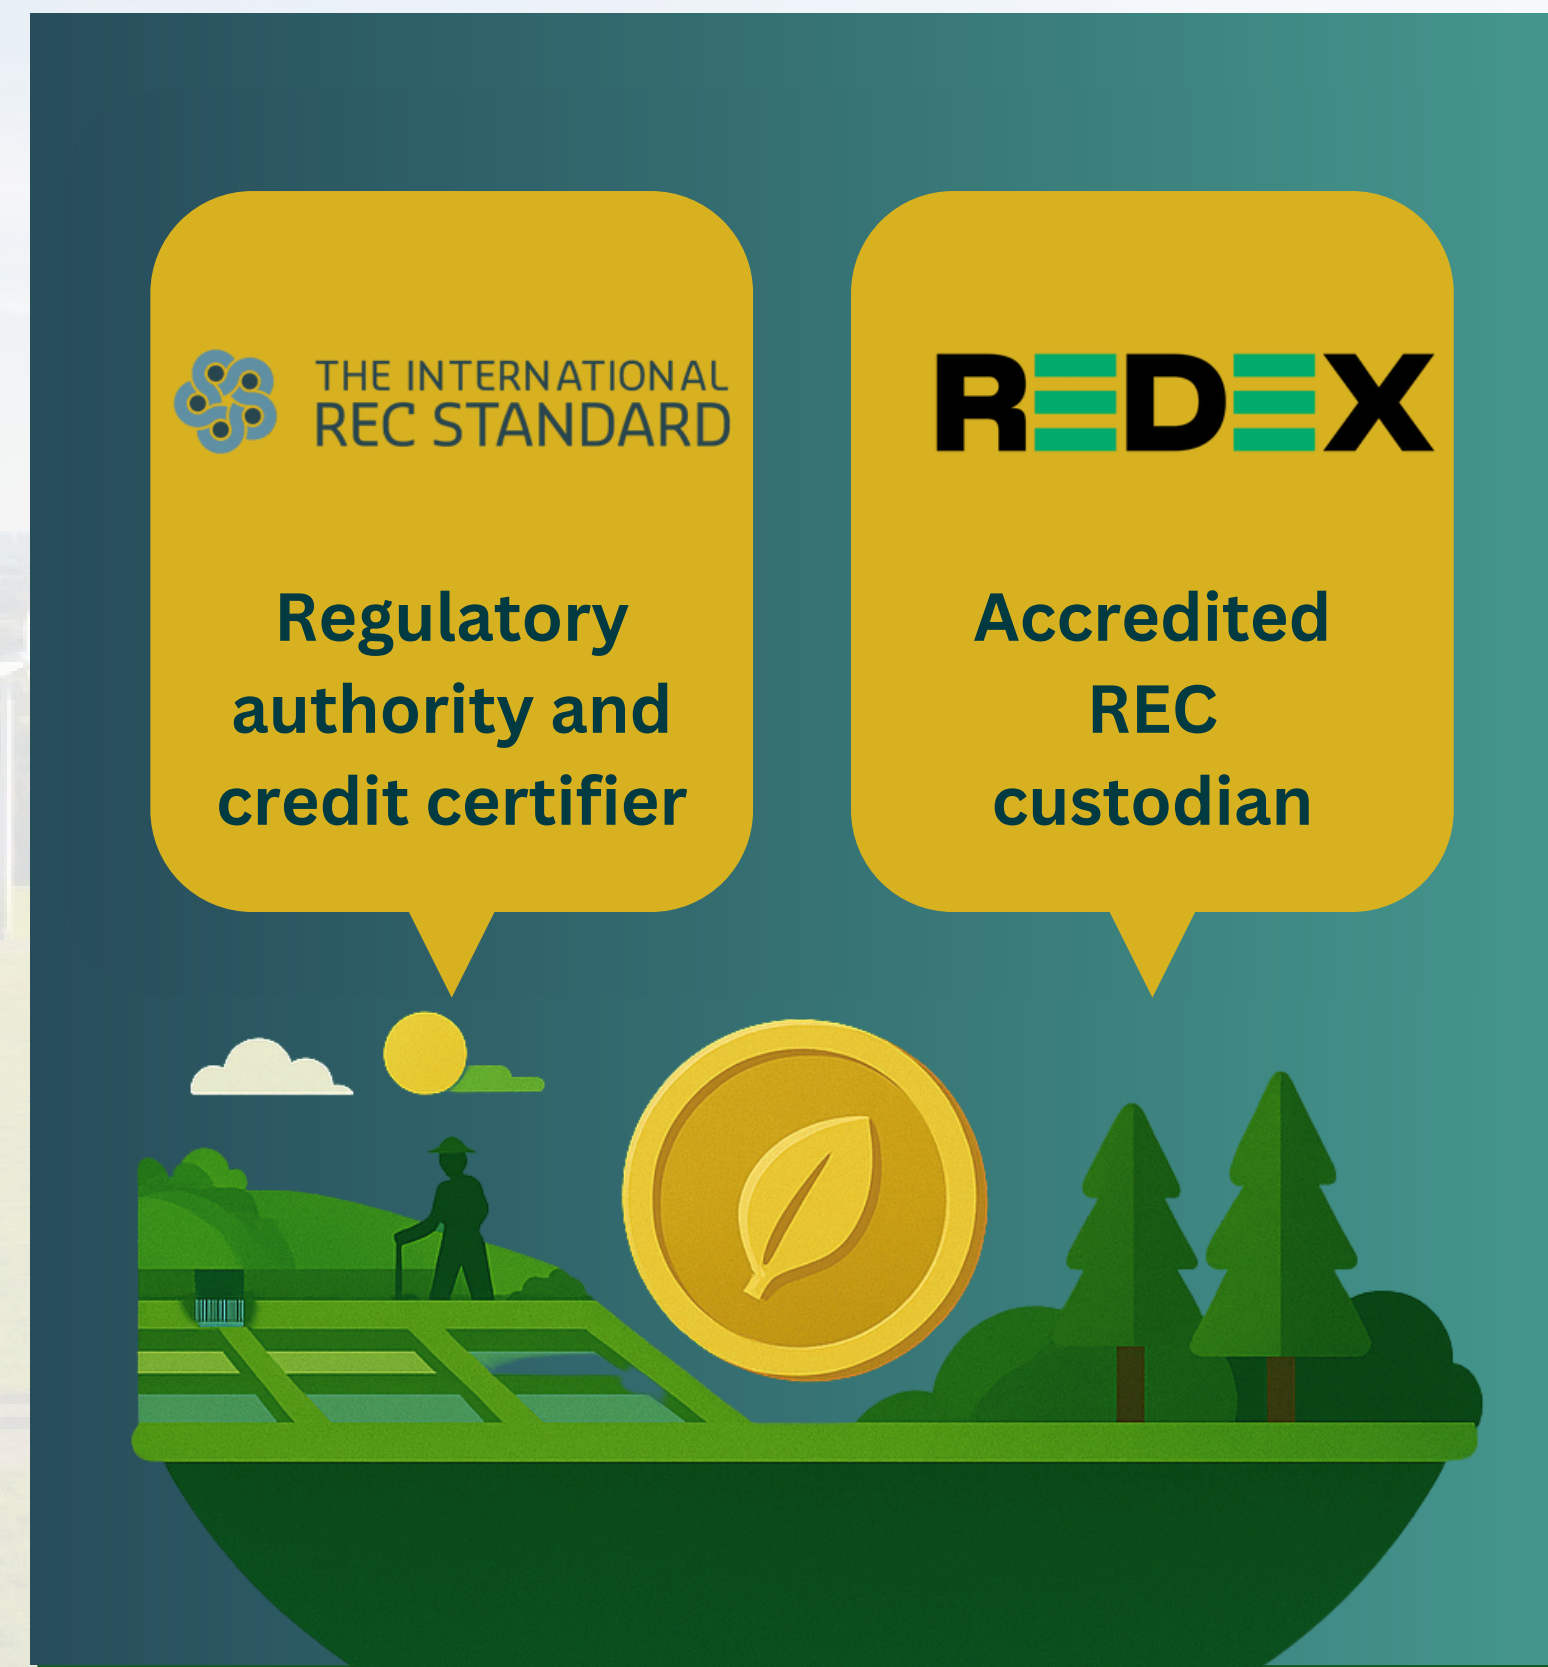 THE INTERNATIONAL
REC STANDARD
Regulatory
authority and
credit certifier
REDEX
Accredited
REC
custodian